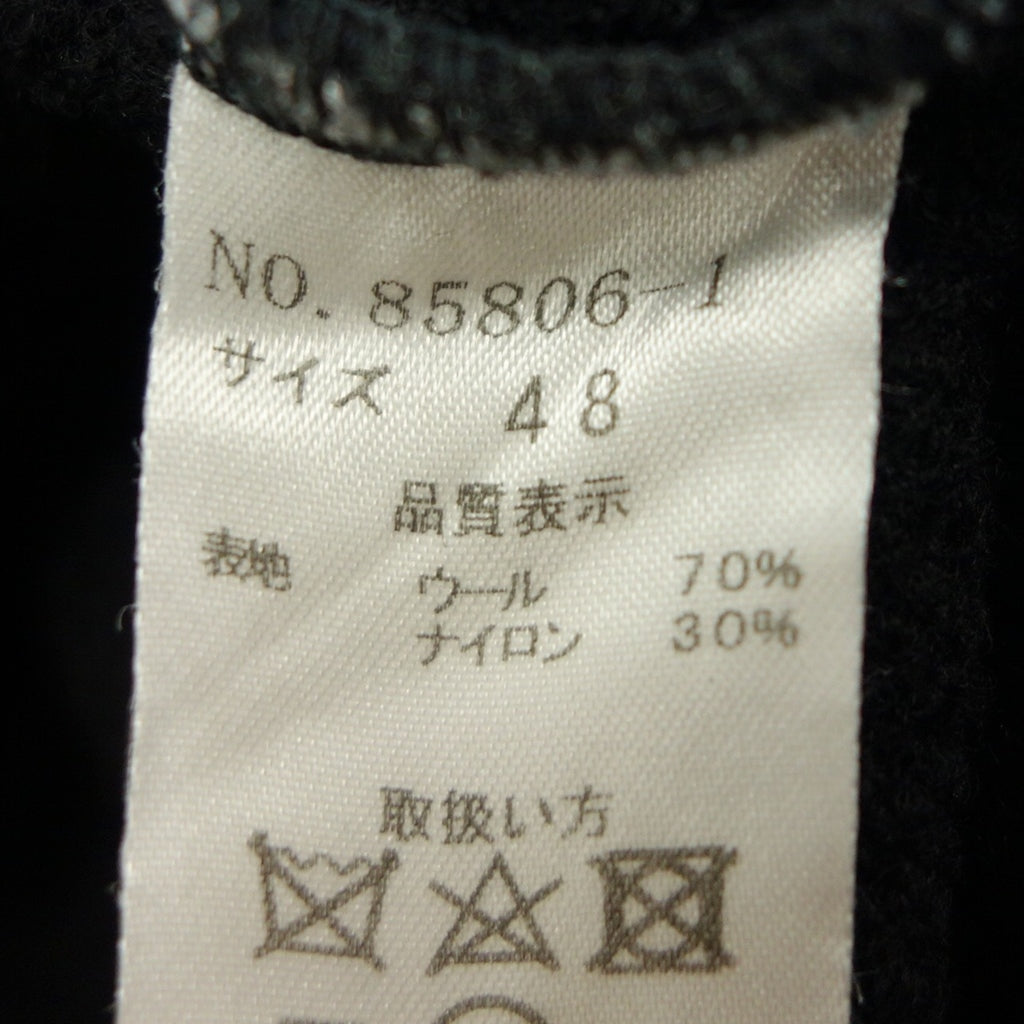 NO. 85806-1
サイズ 48
品質表示
表地 ウール 70%
ナイロン 30%
取扱い方